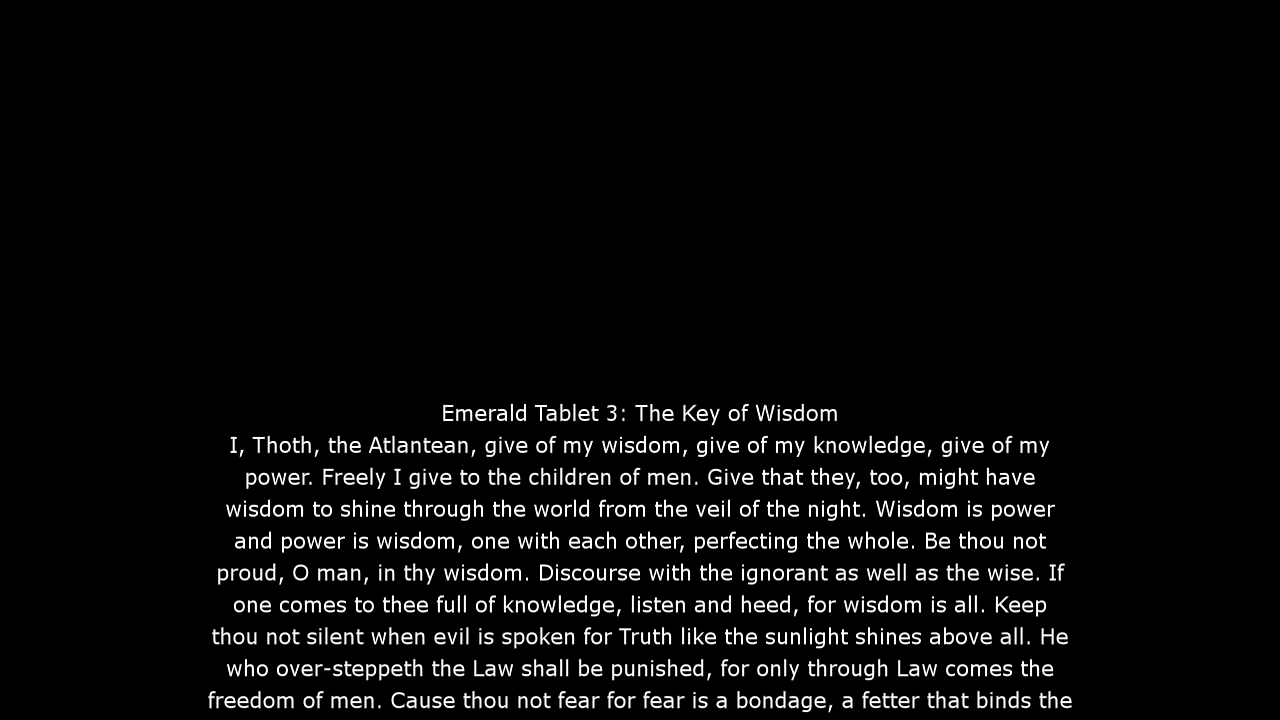 Emerald Tablet 3: The Key of Wisdom
I, Thoth, the Atlantean, give of my wisdom, give of my knowledge, give of my
power. Freely I give to the children of men. Give that they, too, might have
wisdom to shine through the world from the veil of the night. Wisdom is power
and power is wisdom, one with each other, perfecting the whole. Be thou not
proud, O man, in thy wisdom. Discourse with the ignorant as well as the wise. If
one comes to thee full of knowledge, listen and heed, for wisdom is all. Keep
thou not silent when evil is spoken for Truth like the sunlight shines above all. He
who over-steppeth the Law shall be punished, for only through Law comes the
freedom of men. Cause thou not fear for fear is a bondage, a fetter that binds the